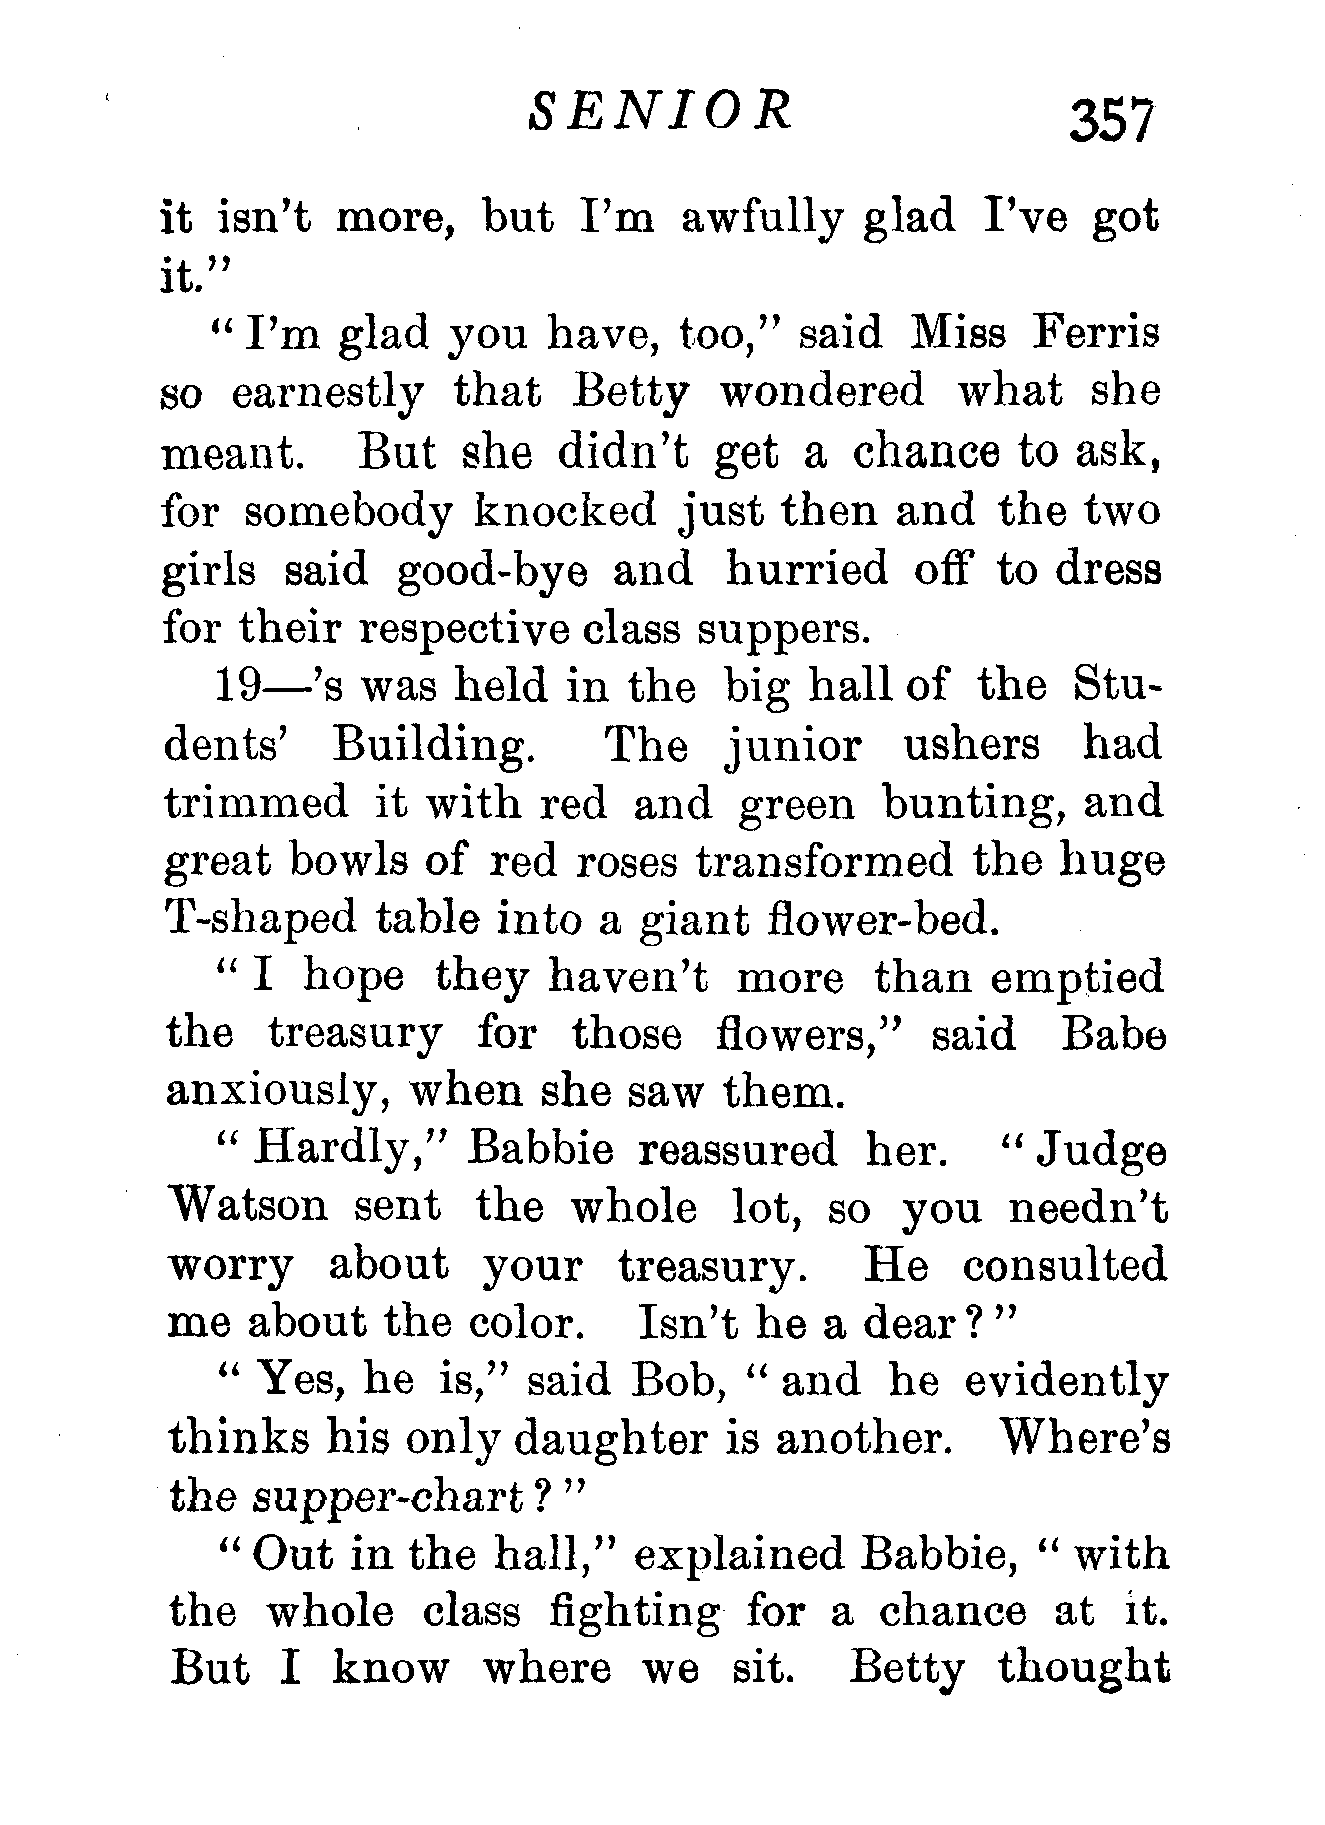 SENIOR 357
it isn't more, but I'm awfully glad I've got
it."
" I'm glad you have, too," said Miss Ferris
so earnestly that Betty wondered what she
meant. But she didn't get a chance to ask,
for somebody knocked just then and the two
girls said good-bye and hurried off to dress
for their respective class suppers.
19—'s was held in the big hall of the Stu-
dents' Building. The junior ushers had
trimmed it with red and green bunting, and
great bowls of red roses transformed the huge
T-shaped table into a giant flower-bed.
" I hope they haven't more than emptied
the treasury for those flowers," said Babe
anxiously, when she saw them.
" Hardly," Babbie reassured her. " Judge
Watson sent the whole lot, so you needn't
worry about your treasury. He consulted
me about the color. Isn't he a dear ? "
" Yes, he is," said Bob, " and he evidently
thinks his only daughter is another. Where's
the supper-chart ? "
" Out in the hall," explained Babbie, " with
the whole class fighting for a chance at it.
But I know where we sit. Betty thought